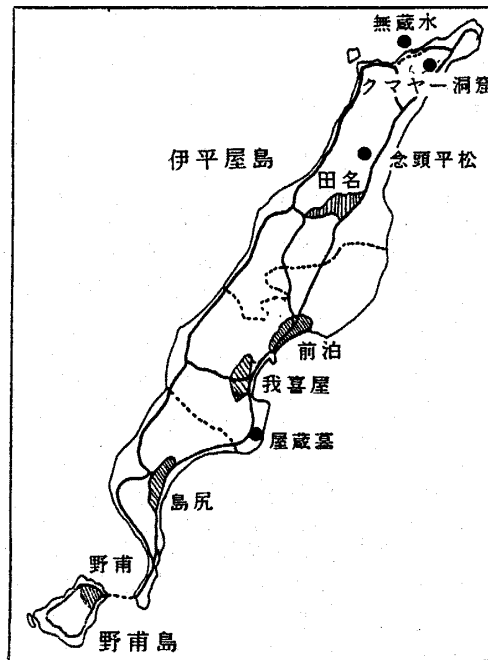 無蔵水
クマヤー洞窟
伊平屋島
念頭平松
田名
前泊
我喜屋
屋蔵墓
島尻
野甫
野甫島